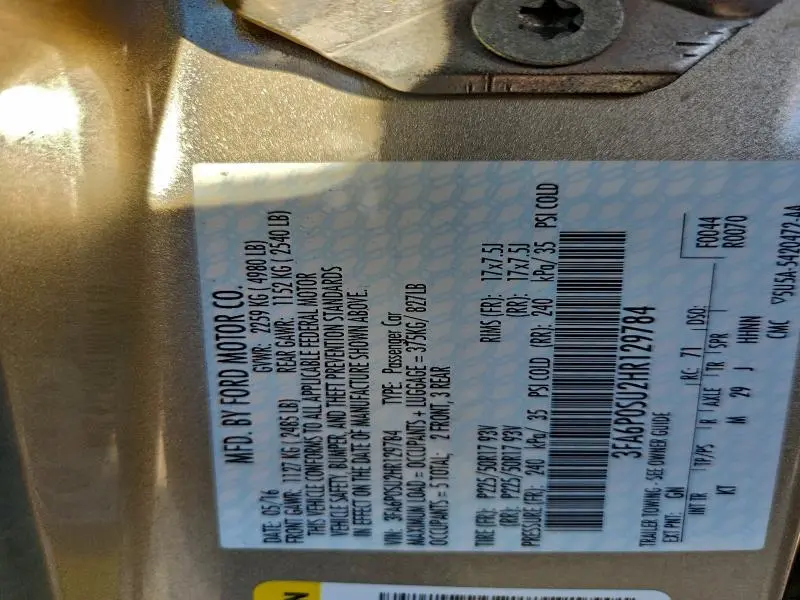 MFD. BY FORD MOTOR CO.
DATE: 05/16 GVWR: 2259 KG ( 4980 LB)
FRONT GAWR: 1127 KG ( 2485 LB) REAR GAWR: 1152 KG ( 2540 LB)
THIS VEHICLE CONFORMS TO ALL APPLICABLE FEDERAL MOTOR
VEHICLE SAFETY, BUMPER, AND THEFT PREVENTION STANDARDS
IN EFFECT ON THE DATE OF MANUFACTURE SHOWN ABOVE.
VIN: 3FA6P0SU2HR129784 TYPE: Passenger Car
MAXIMUM LOAD = OCCUPANTS + LUGGAGE = 375KG/ 827LB
OCCUPANTS = 5 TOTAL; 2 FRONT, 3 REAR
TIRE (FR): P225/50R17 93V RIMS (FR): 17x7.5J
(RR): P225/50R17 93V (RR): 17x7.5J
PRESSURE (FR): 240 kPa/ 35 PSI COLD (RR): 240 kPa/ 35 PSI COLD
3FA6P0SU2HR129784
TRAILER TOWING - SEE OWNER GUIDE F0044
EXT PNT: GN RC: 71 DSO: R0070
INT TR TP/PS R AXLE TR SPR
K7 M 29 J HHNN
CMC 5U5A-5420472-AA
N